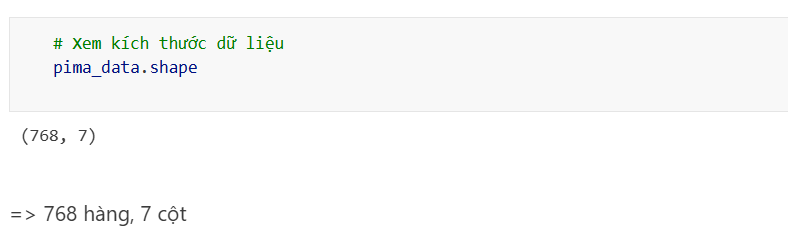 # Xem kích thước dữ liệu
pima_data.shape
(768, 7)
=> 768 hàng, 7 cột